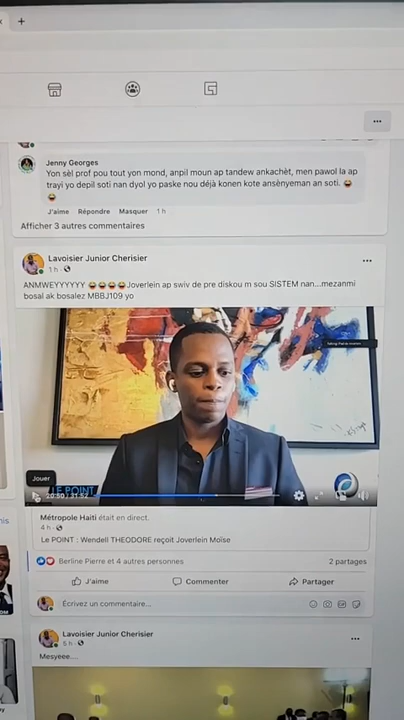 Jenny Georges
Yon sèl prof pou tout yon mond, anpil moun ap tandew ankachèt, men pawol la ap
trayi yo depil soti nan dyol yo paske nou déjà konen kote ansènyeman an soti. 😂
😂
J'aime Répondre Masquer 1 h
Afficher 3 autres commentaires
Lavoisier Junior Cherisier
1 h
ANMWEYYYYYY 😂😂😂😂Joverlein ap swiv de pre diskou m sou SISTEM nan...mezanmi
bosal ak bosalez MBBJ109 yo
Jouer
LE POINT
20:50 / 31:52
Métropole Haiti était en direct.
4 h
Le POINT : Wendell THEODORE reçoit Joverlein Moïse
Berline Pierre et 4 autres personnes 2 partages
J'aime Commenter Partager
Écrivez un commentaire...
Lavoisier Junior Cherisier
5 h
Mesyeee....